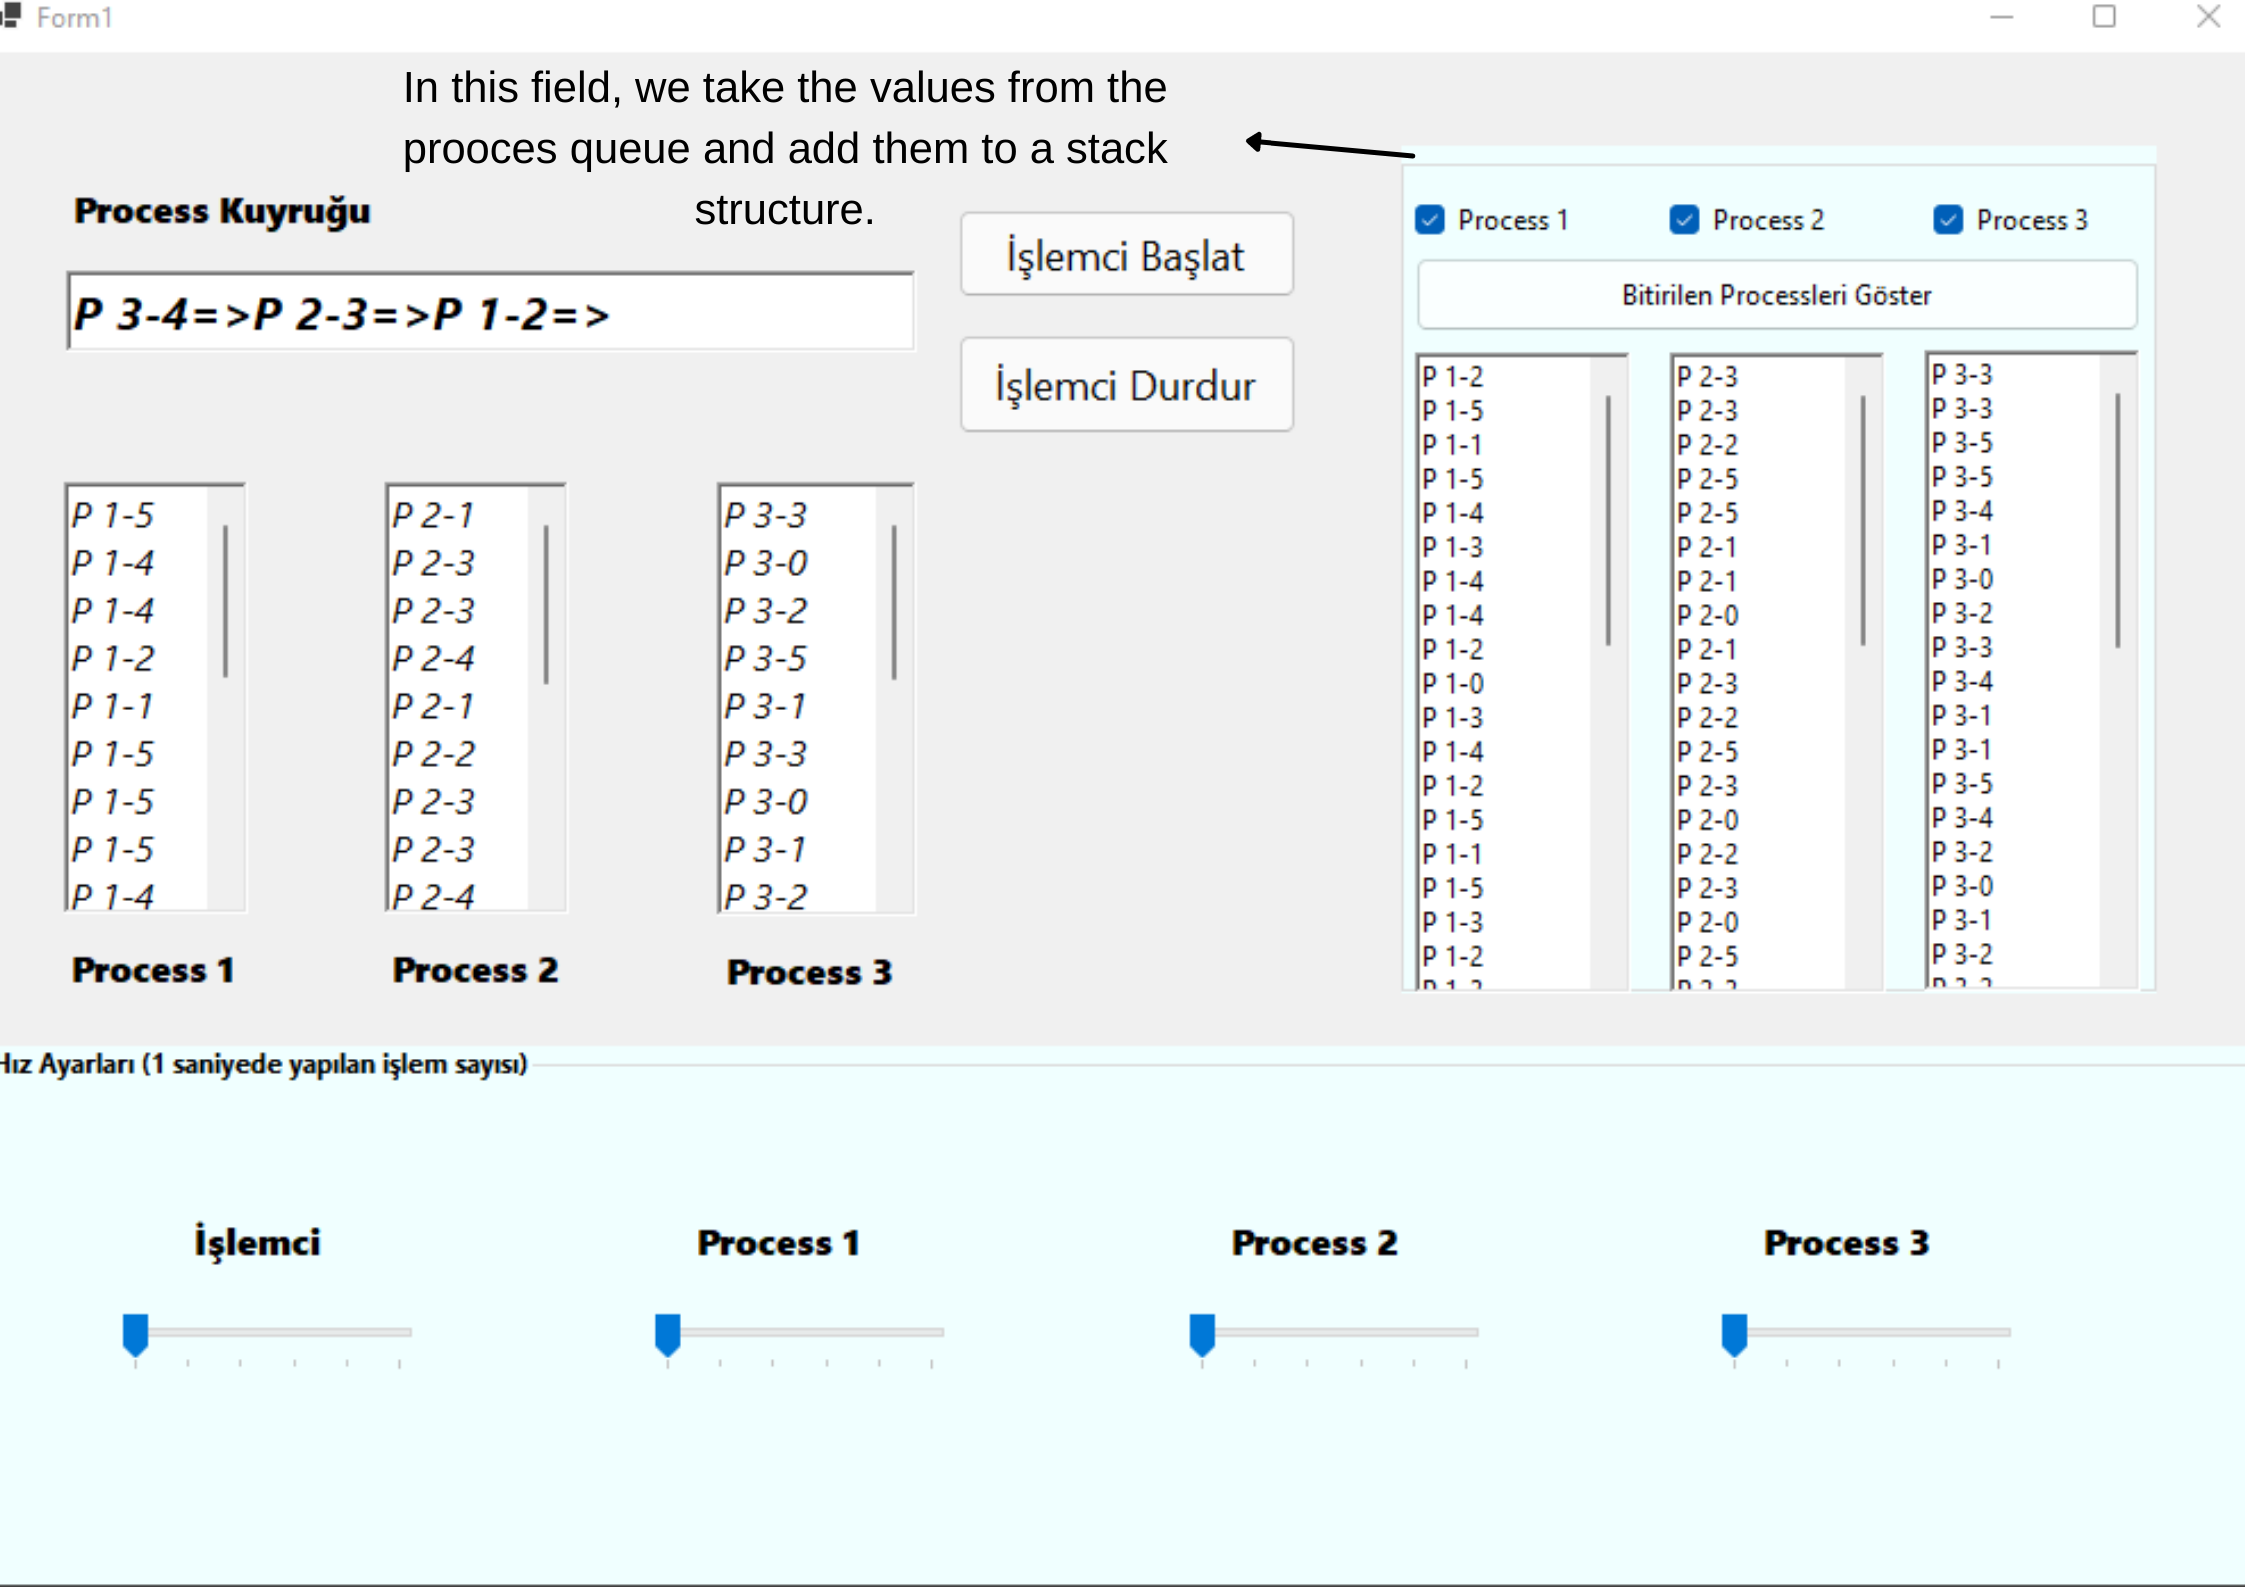 Form1
In this field, we take the values from the
prooces queue and add them to a stack
structure.
Process Kuyruğu
P 3-4=>P 2-3=>P 1-2=>
İşlemci Başlat
İşlemci Durdur
P 1-5
P 1-4
P 1-4
P 1-2
P 1-1
P 1-5
P 1-5
P 1-5
P 1-4
Process 1
P 2-1
P 2-3
P 2-3
P 2-4
P 2-1
P 2-2
P 2-3
P 2-3
P 2-4
Process 2
P 3-3
P 3-0
P 3-2
P 3-5
P 3-1
P 3-3
P 3-0
P 3-1
P 3-2
Process 3
Process 1
Process 2
Process 3
Bitirilen Processleri Göster
P 1-2
P 1-5
P 1-1
P 1-5
P 1-4
P 1-3
P 1-4
P 1-4
P 1-2
P 1-0
P 1-3
P 1-4
P 1-2
P 1-5
P 1-1
P 1-5
P 1-3
P 1-2
P 2-3
P 2-3
P 2-2
P 2-5
P 2-5
P 2-1
P 2-1
P 2-0
P 2-1
P 2-3
P 2-2
P 2-5
P 2-3
P 2-0
P 2-2
P 2-3
P 2-0
P 2-5
P 3-3
P 3-3
P 3-5
P 3-5
P 3-4
P 3-1
P 3-0
P 3-2
P 3-3
P 3-4
P 3-1
P 3-1
P 3-5
P 3-4
P 3-2
P 3-0
P 3-1
P 3-2
Hız Ayarları (1 saniyede yapılan işlem sayısı)
İşlemci
Process 1
Process 2
Process 3